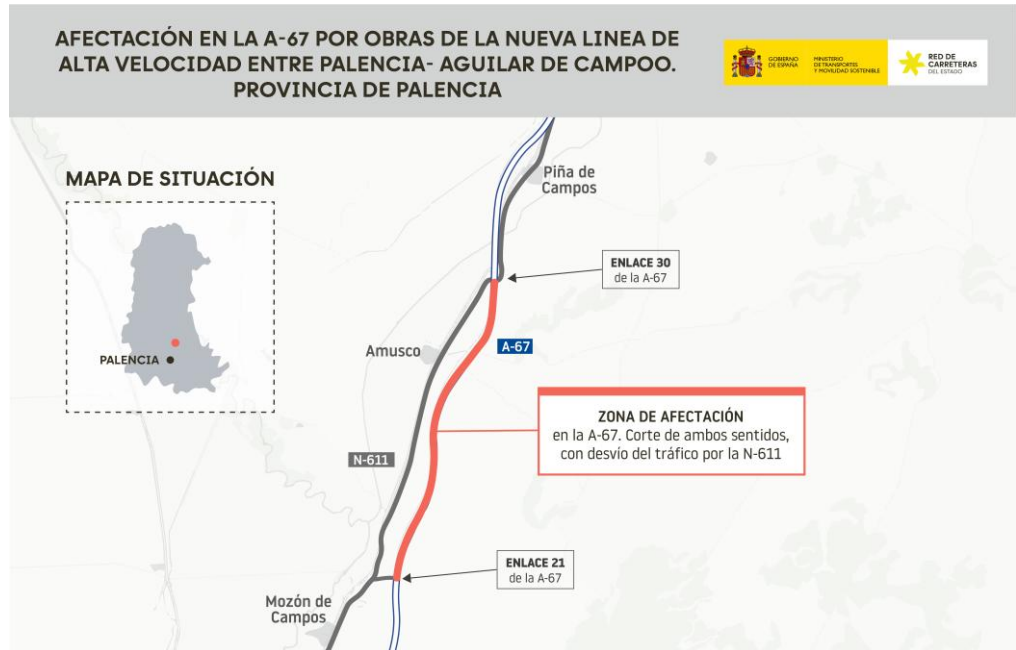 AFECTACIÓN EN LA A-67 POR OBRAS DE LA NUEVA LINEA DE
ALTA VELOCIDAD ENTRE PALENCIA- AGUILAR DE CAMPOO.
PROVINCIA DE PALENCIA
GOBIERNO
DE ESPAÑA
MINISTERIO
DE TRANSPORTES
Y MOVILIDAD SOSTENIBLE
RED DE
CARRETERAS
DEL ESTADO
MAPA DE SITUACIÓN
PALENCIA
Piña de
Campos
ENLACE 30
de la A-67
Amusco
A-67
ZONA DE AFECTACIÓN
en la A-67. Corte de ambos sentidos,
con desvío del tráfico por la N-611
N-611
ENLACE 21
de la A-67
Mozón de
Campos